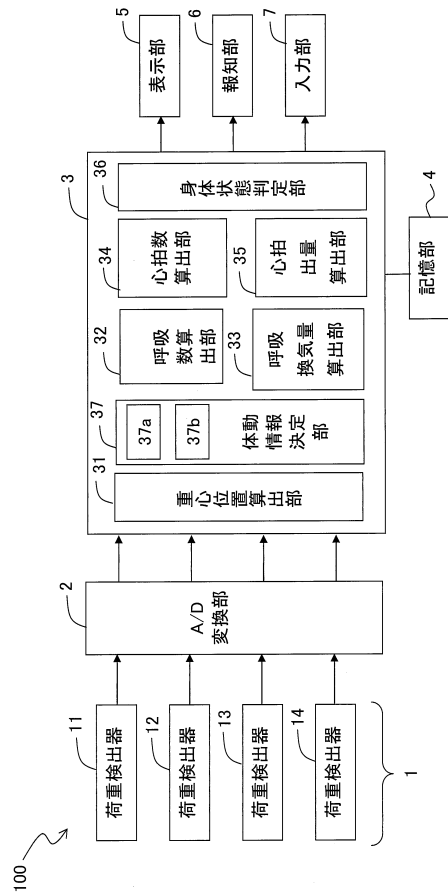 100
11
荷重検出器
12
荷重検出器
13
荷重検出器
14
荷重検出器
1
2
A/D
変換部
3
31
重心位置算出部
37
37a
37b
体動
情報
決定
部
32
呼吸
数算
出部
33
呼吸
換気量
算出部
34
心拍数
算出部
35
心拍
出量
算出部
36
身体状態判定部
4
記憶部
5
表示部
6
報知部
7
入力部